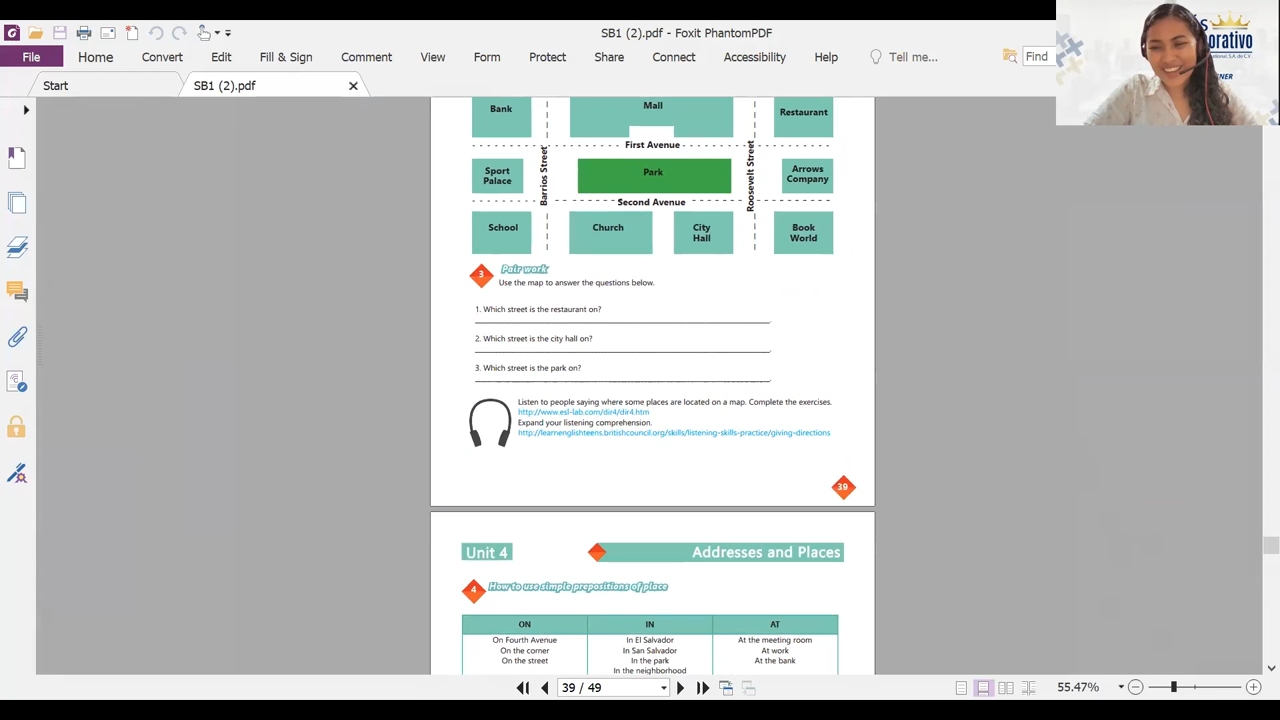 SB1 (2).pdf - Foxit PhantomPDF
File Home Convert Edit Fill & Sign Comment View Form Protect Share Connect Accessibility Help Tell me... Find
Start SB1 (2).pdf
Bank Mall Restaurant
First Avenue
Barrios Street
Roosevelt Street
Sport Palace
Park
Arrows Company
Second Avenue
School Church City Hall Book World
3 Pair work
Use the map to answer the questions below.
1. Which street is the restaurant on?
2. Which street is the city hall on?
3. Which street is the park on?
Listen to people saying where some places are located on a map. Complete the exercises.
http://www.esl-lab.com/dir4/dir4.htm
Expand your listening comprehension.
http://learnenglishteens.britishcouncil.org/skills/listening-skills-practice/giving-directions
39
Unit 4 Addresses and Places
4 How to use simple prepositions of place
ON IN AT
On Fourth Avenue In El Salvador At the meeting room
On the corner In San Salvador At work
On the street In the park At the bank
In the neighborhood
39 / 49
55.47%